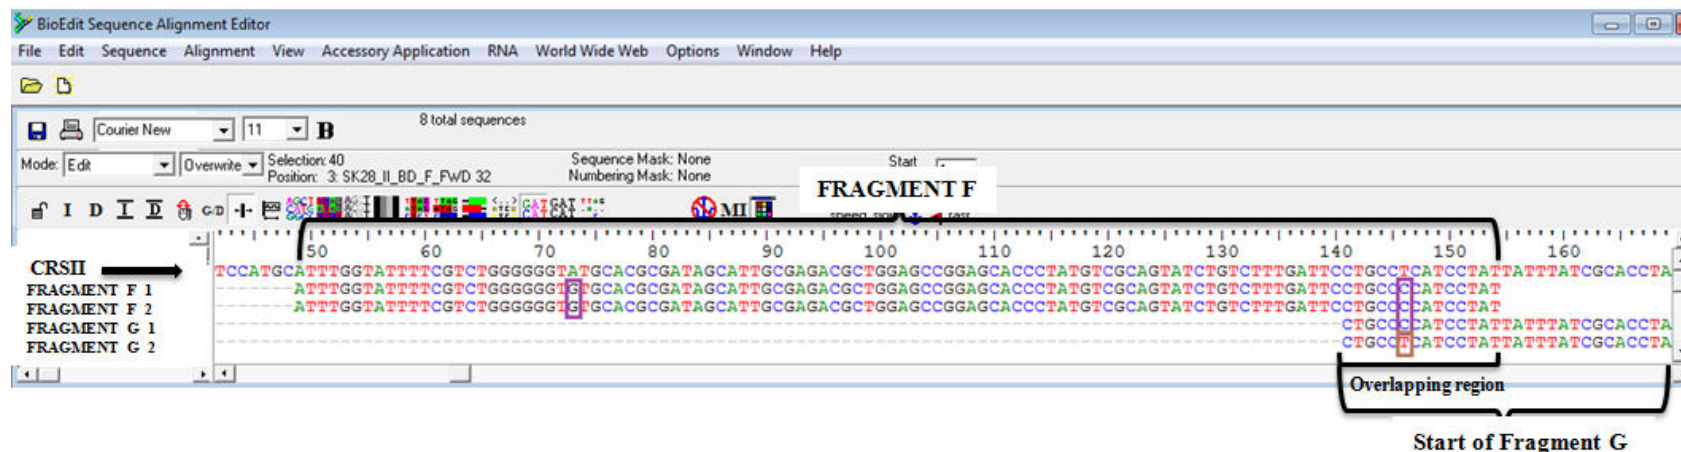 BioEdit Sequence Alignment Editor
File Edit Sequence Alignment View Accessory Application RNA World Wide Web Options Window Help
Courier New 11 B 8 total sequences
Mode: Edit Overwrite Selection: 40 Sequence Mask: None Start
Position: 3: SK28_II_BD_F_FWD 32 Numbering Mask: None
FRAGMENT F
I D I D G/D MI
50 60 70 80 90 100 110 120 130 140 150 160
CRSII TCCATGCATTTGGTATTTTCGTCTGGGGGGTATGCACGCGATAGCATTGCGAGACGCTGGAGCCGGAGCACCCTATGTCGCAGTATCTGTCTTTGATTCCTGCCTCATCCTATTATTTATCGCACCTA
FRAGMENT F 1 -------ATTTGGTATTTTCGTCTGGGGGGTGTGCACGCGATAGCATTGCGAGACGCTGGAGCCGGAGCACCCTATGTCGCAGTATCTGTCTTTGATTCCTGCCCCATCCTAT
FRAGMENT F 2 -------ATTTGGTATTTTCGTCTGGGGGGTGTGCACGCGATAGCATTGCGAGACGCTGGAGCCGGAGCACCCTATGTCGCAGTATCTGTCTTTGATTCCTGCCCCATCCTAT
FRAGMENT G 1 CTGCCCCATCCTATTATTTATCGCACCTA
FRAGMENT G 2 CTGCCTCATCCTATTATTTATCGCACCTA
Overlapping region
Start of Fragment G